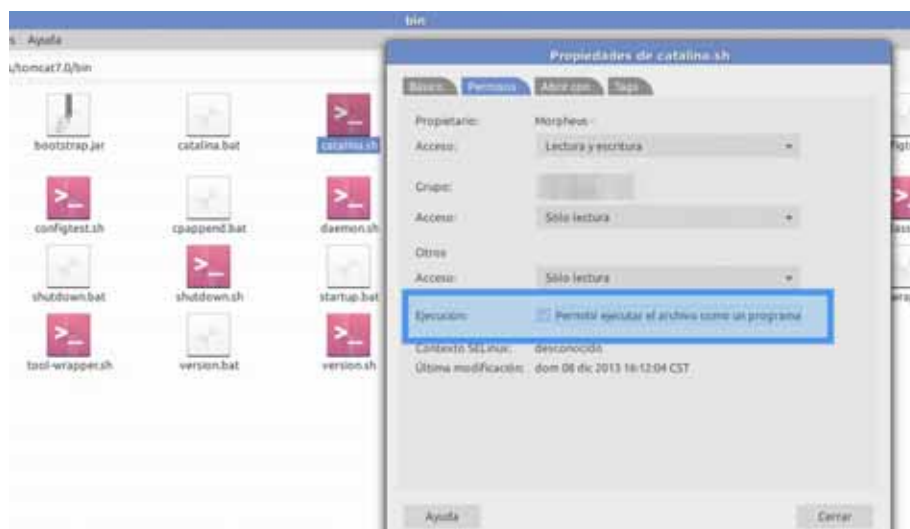 bin
s Ayuda
s/tomcat7.0/bin
bootstrap.jar
catalina.bat
catalina.sh
configtest.sh
cpappend.bat
daemon.sh
shutdown.bat
shutdown.sh
startup.bat
tool-wrapper.sh
version.bat
version.sh
Propiedades de catalina.sh
Básico Permisos Abrir con Tags
Propietario: Morpheus -
Acceso: Lectura y escritura
Grupo:
Acceso: Sólo lectura
Otros
Acceso: Sólo lectura
Ejecución: Permitir ejecutar el archivo como un programa
Contexto SELinux: desconocido
Última modificación: dom 08 dic 2013 16:12:04 CST
Ayuda Cerrar